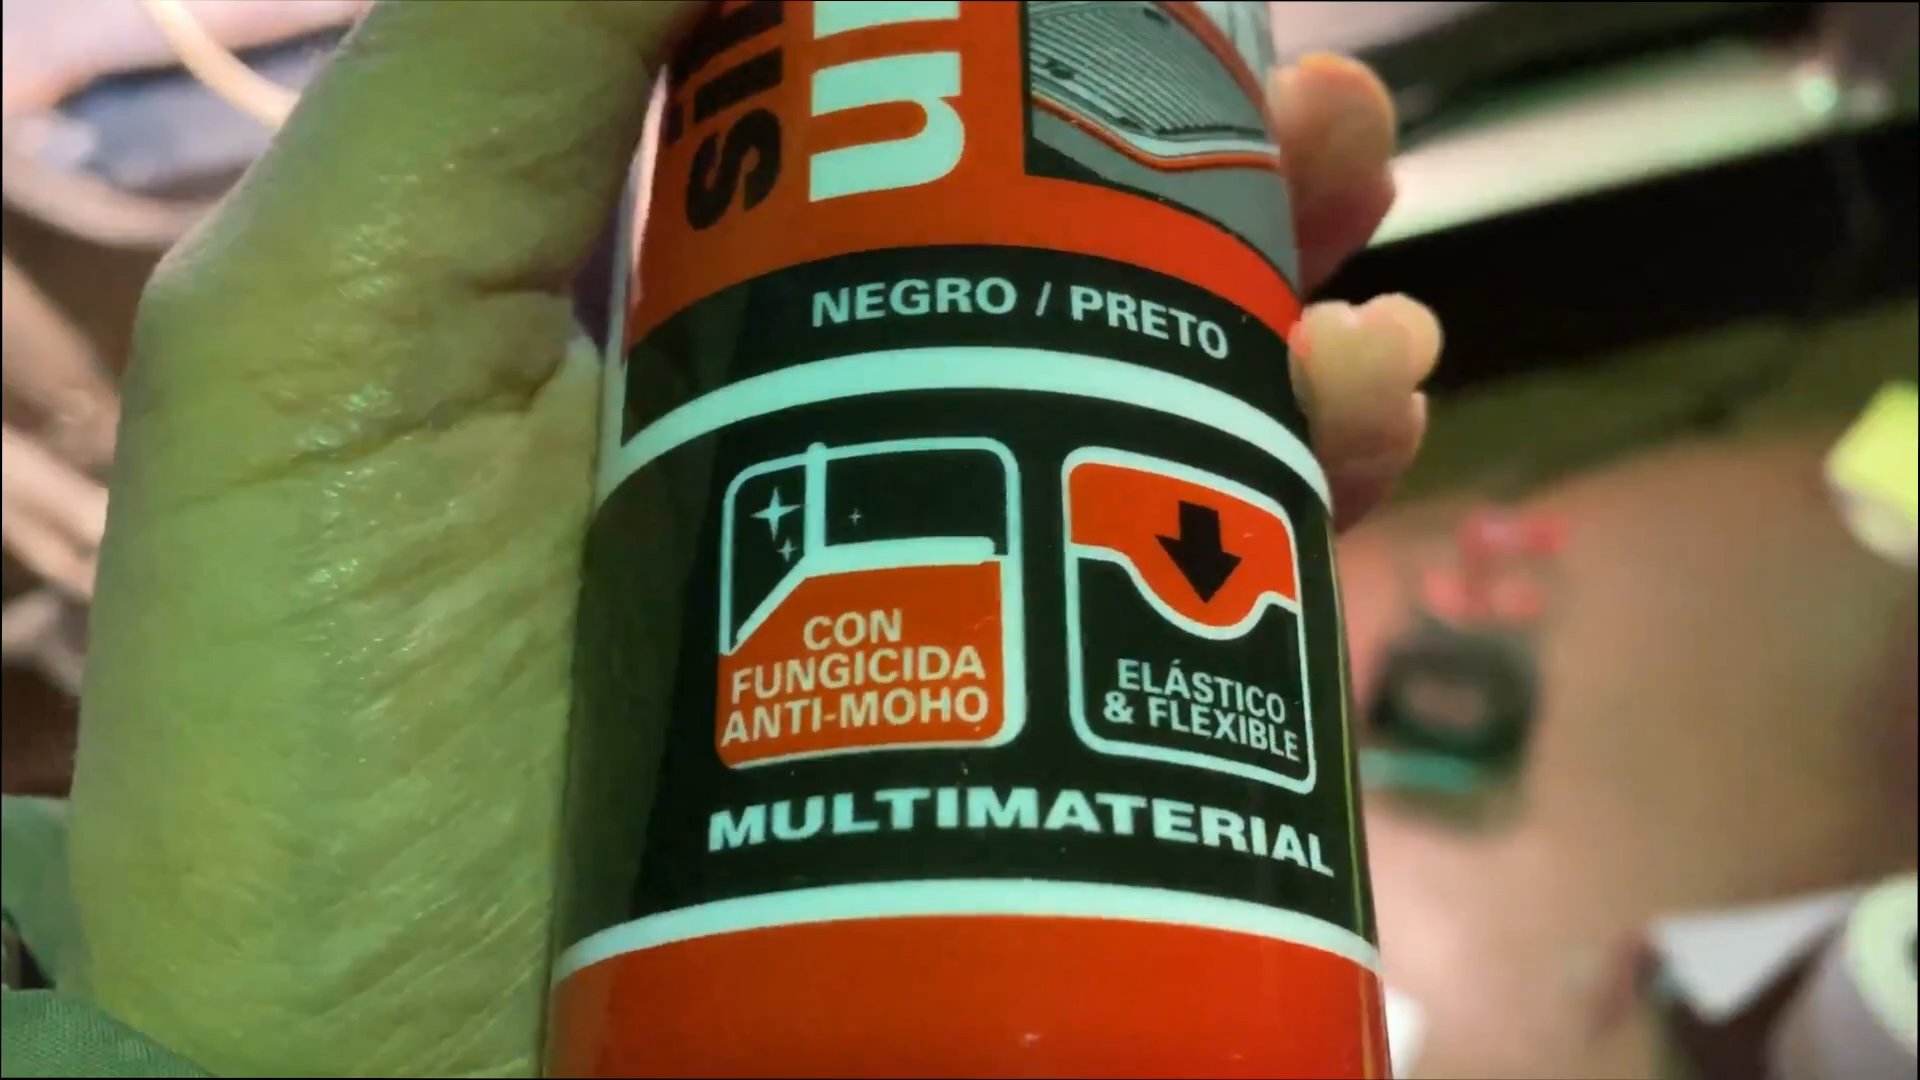 NEGRO / PRETO
CON
FUNGICIDA
ANTI-MOHO
ELÁSTICO
& FLEXIBLE
MULTIMATERIAL